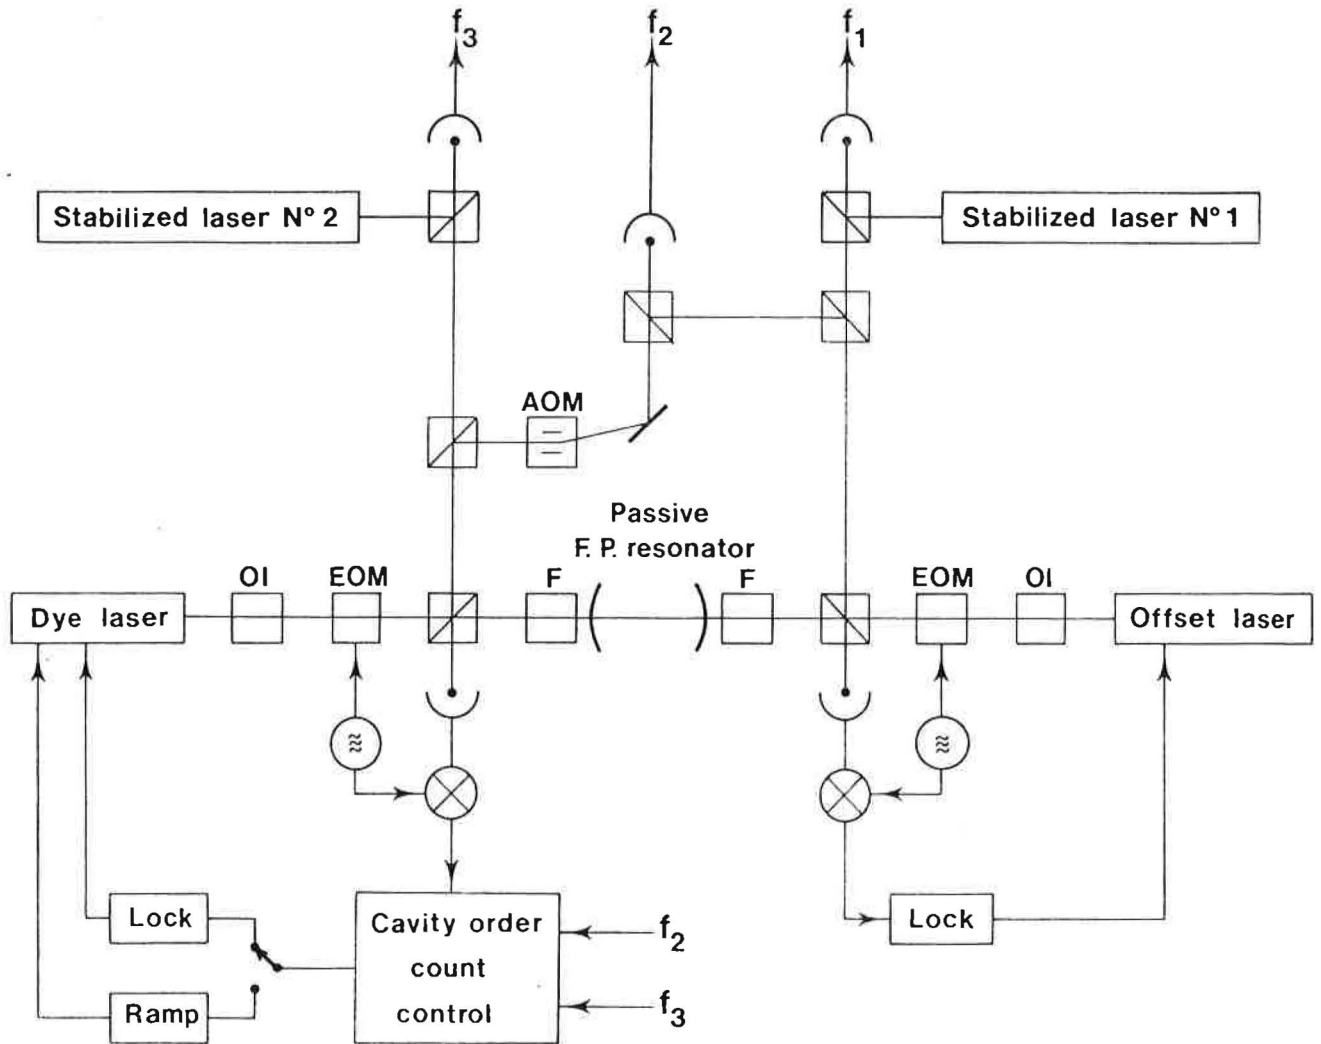 f3
f2
f1
Stabilized laser N° 2
Stabilized laser N° 1
AOM
Passive
F. P. resonator
OI
EOM
F
F
EOM
OI
Dye laser
Offset laser
≋
≋
Lock
Cavity order
count
control
f2
f3
Ramp
Lock